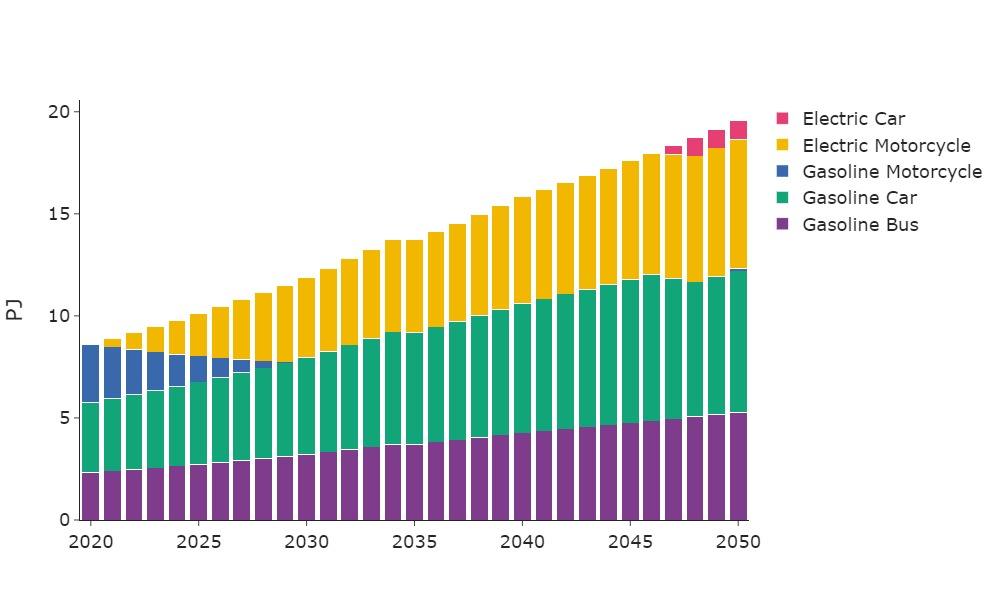 PJ
20
15
10
5
0
2020 2025 2030 2035 2040 2045 2050
Electric Car
Electric Motorcycle
Gasoline Motorcycle
Gasoline Car
Gasoline Bus